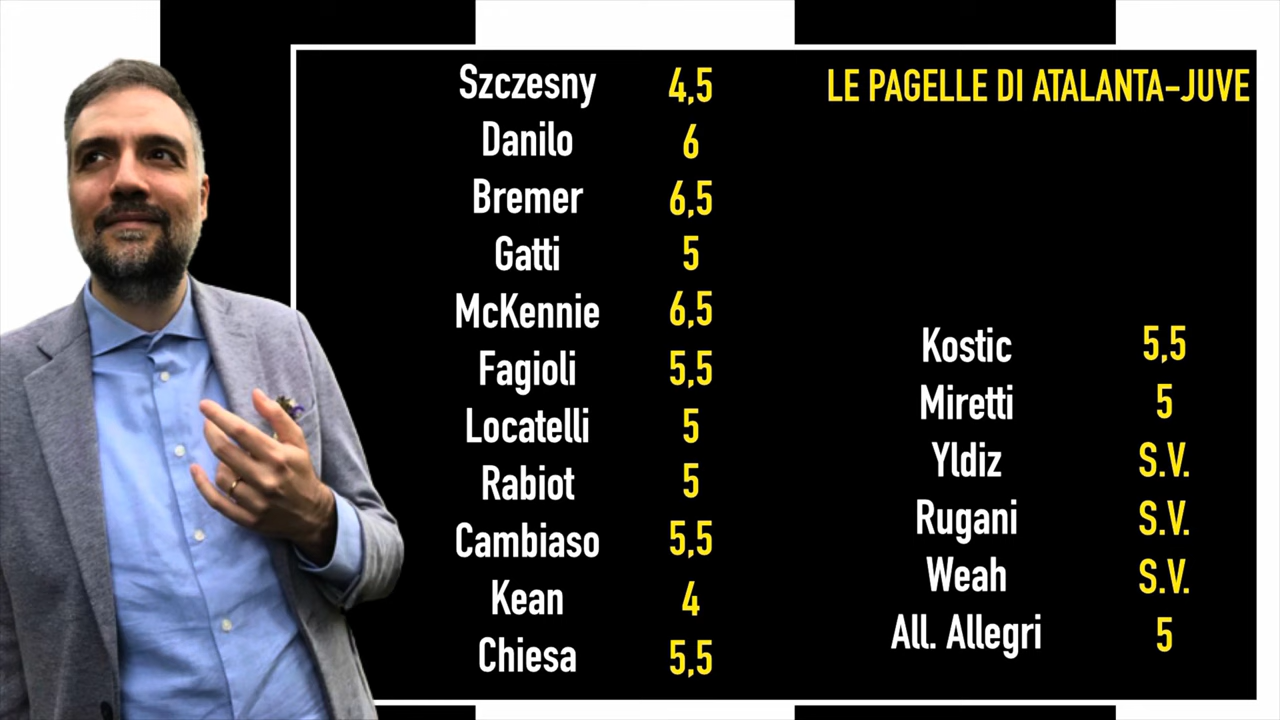 LE PAGELLE DI ATALANTA-JUVE
Szczesny 4,5
Danilo 6
Bremer 6,5
Gatti 5
McKennie 6,5
Fagioli 5,5
Locatelli 5
Rabiot 5
Cambiaso 5,5
Kean 4
Chiesa 5,5
Kostic 5,5
Miretti 5
Yldiz S.V.
Rugani S.V.
Weah S.V.
All. Allegri 5